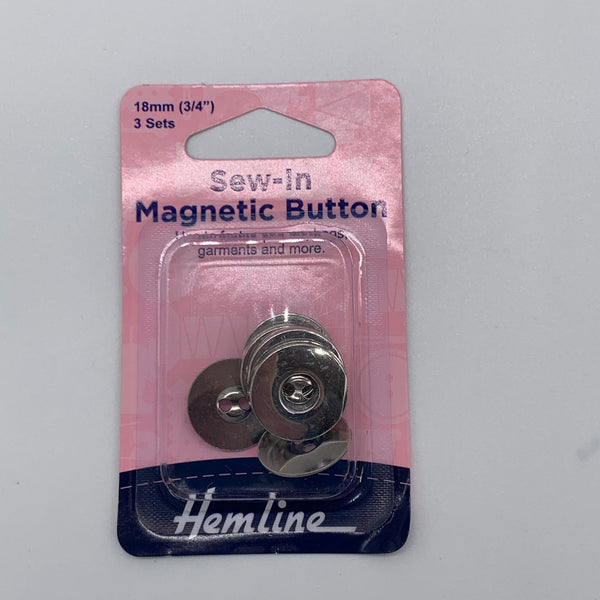 18mm (3/4")
3 Sets
Sew-In
Magnetic Button
garments and more.
Hemline